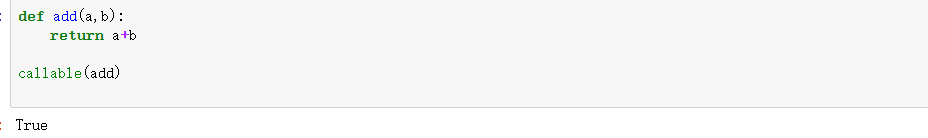 def add(a,b):
    return a+b
callable(add)
True